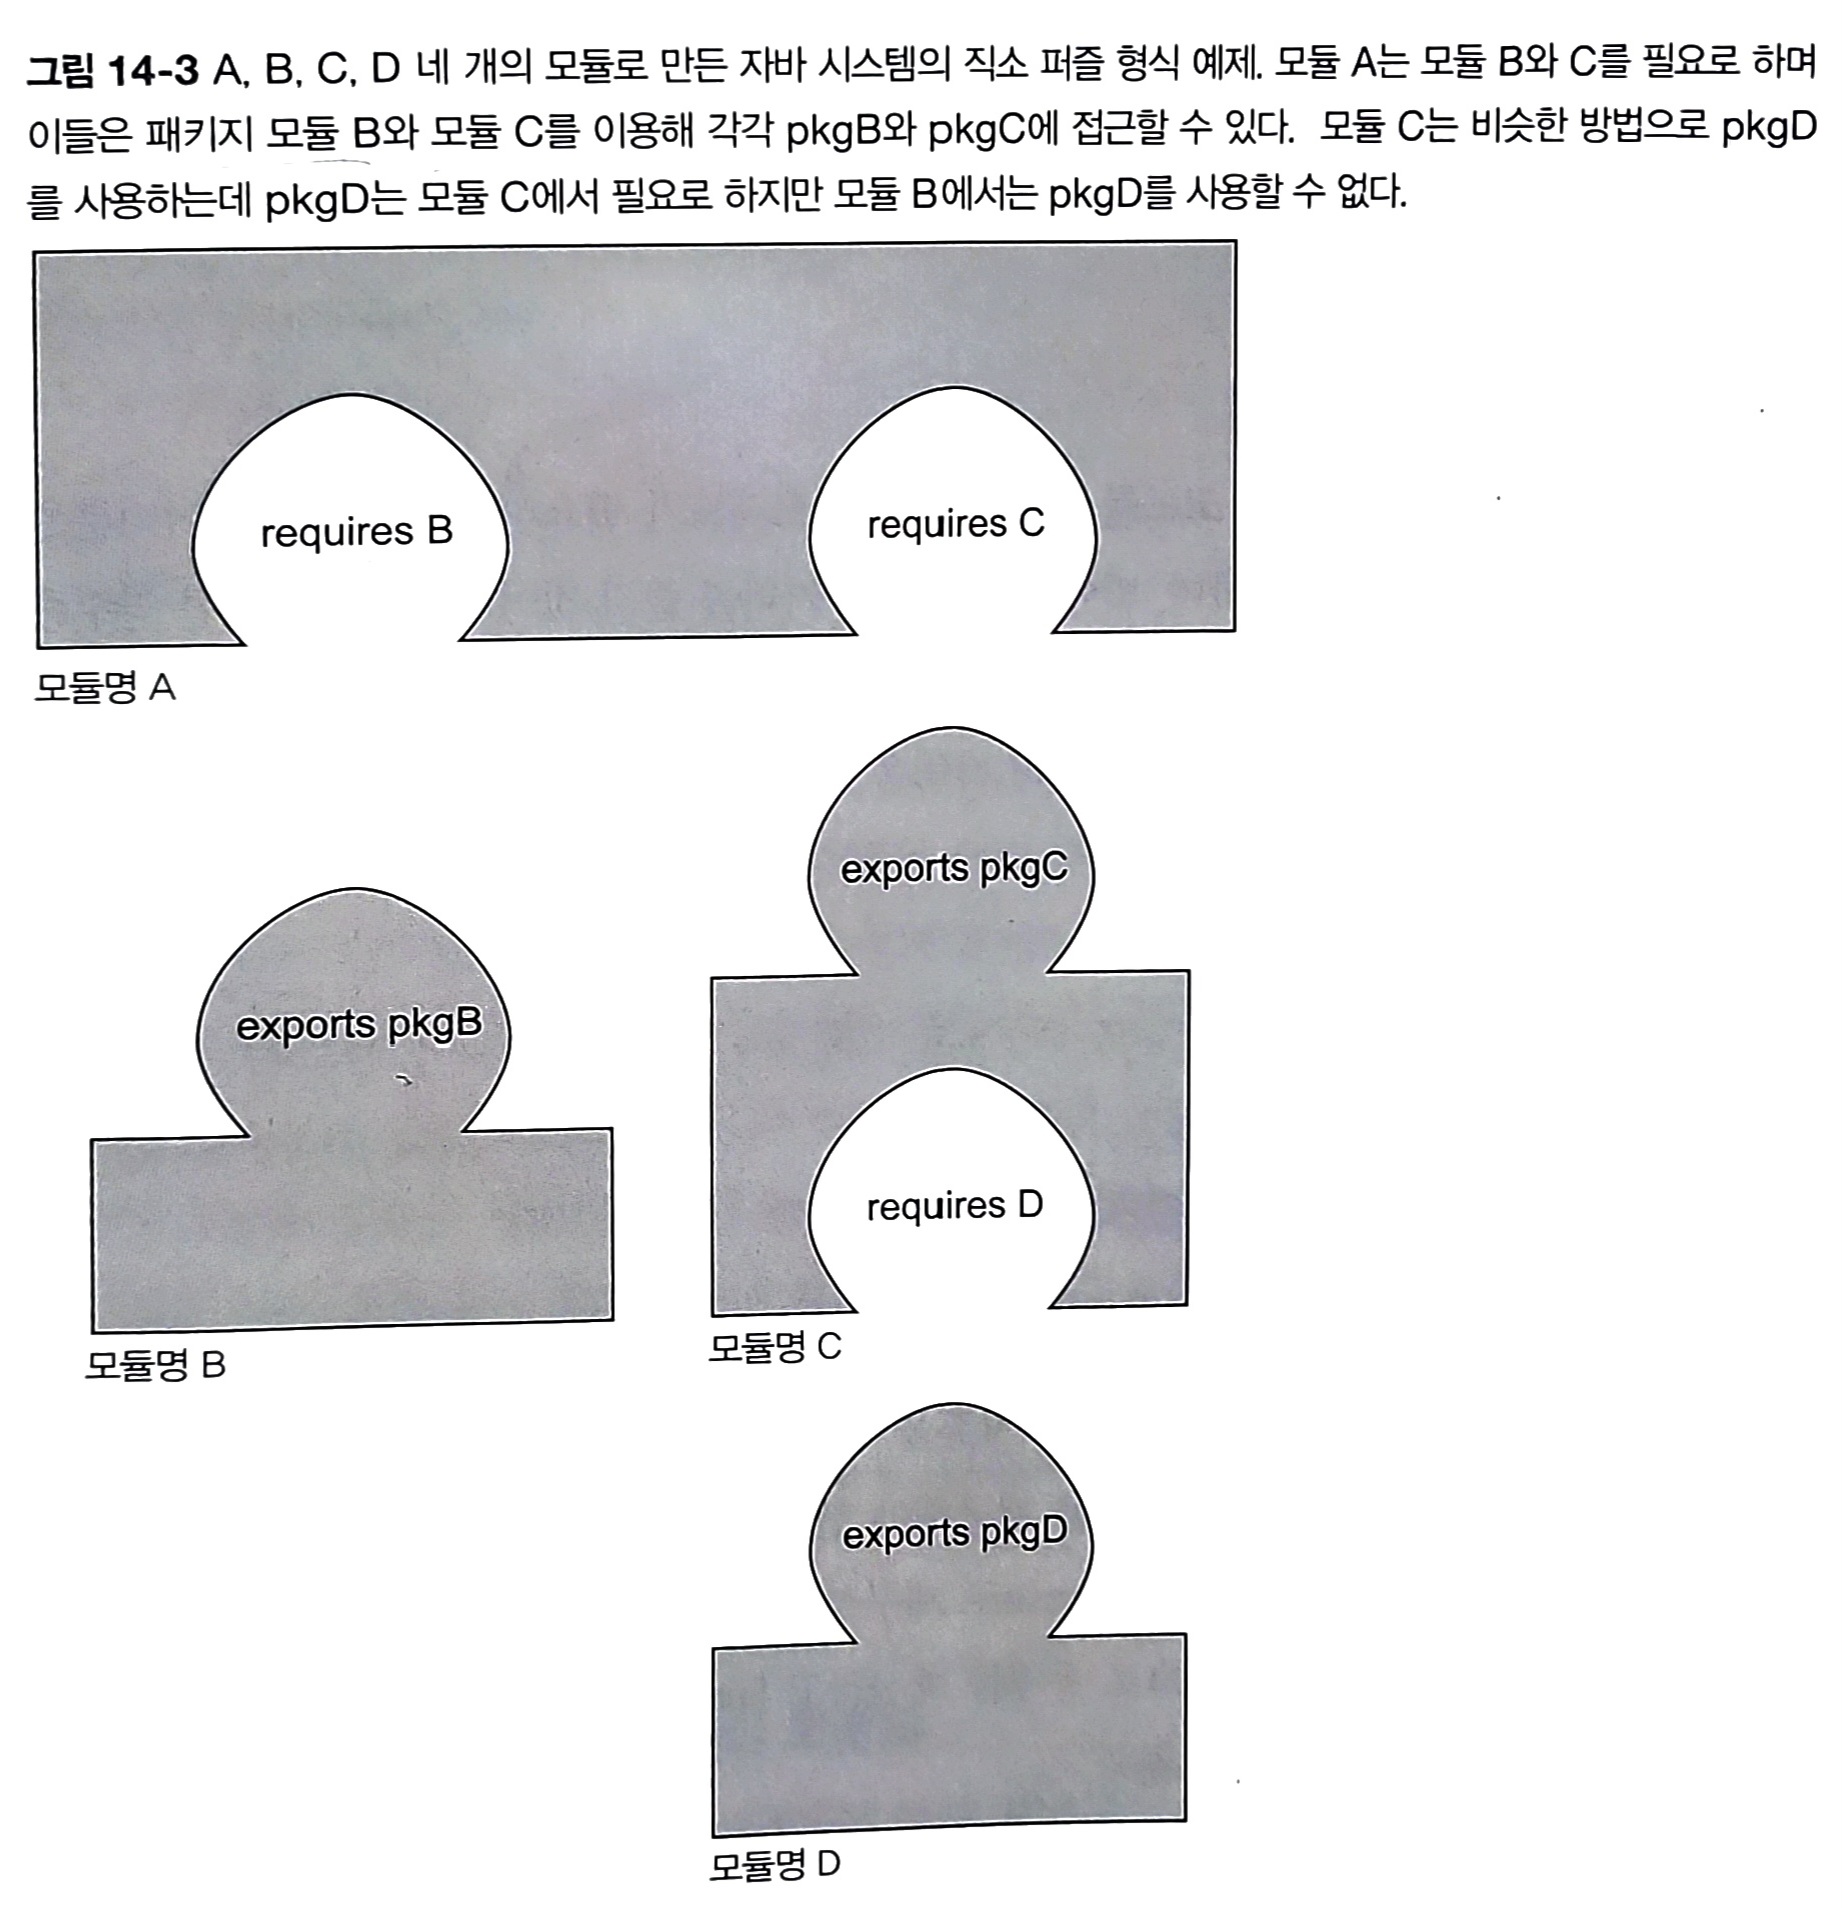 그림 14-3 A, B, C, D 네 개의 모듈로 만든 자바 시스템의 직소 퍼즐 형식 예제. 모듈 A는 모듈 B와 C를 필요로 하며
이들은 패키지 모듈 B와 모듈 C를 이용해 각각 pkgB와 pkgC에 접근할 수 있다. 모듈 C는 비슷한 방법으로 pkgD
를 사용하는데 pkgD는 모듈 C에서 필요로 하지만 모듈 B에서는 pkgD를 사용할 수 없다.
requires B
requires C
모듈명 A
exports pkgC
exports pkgB
requires D
모듈명 B
모듈명 C
exports pkgD
모듈명 D